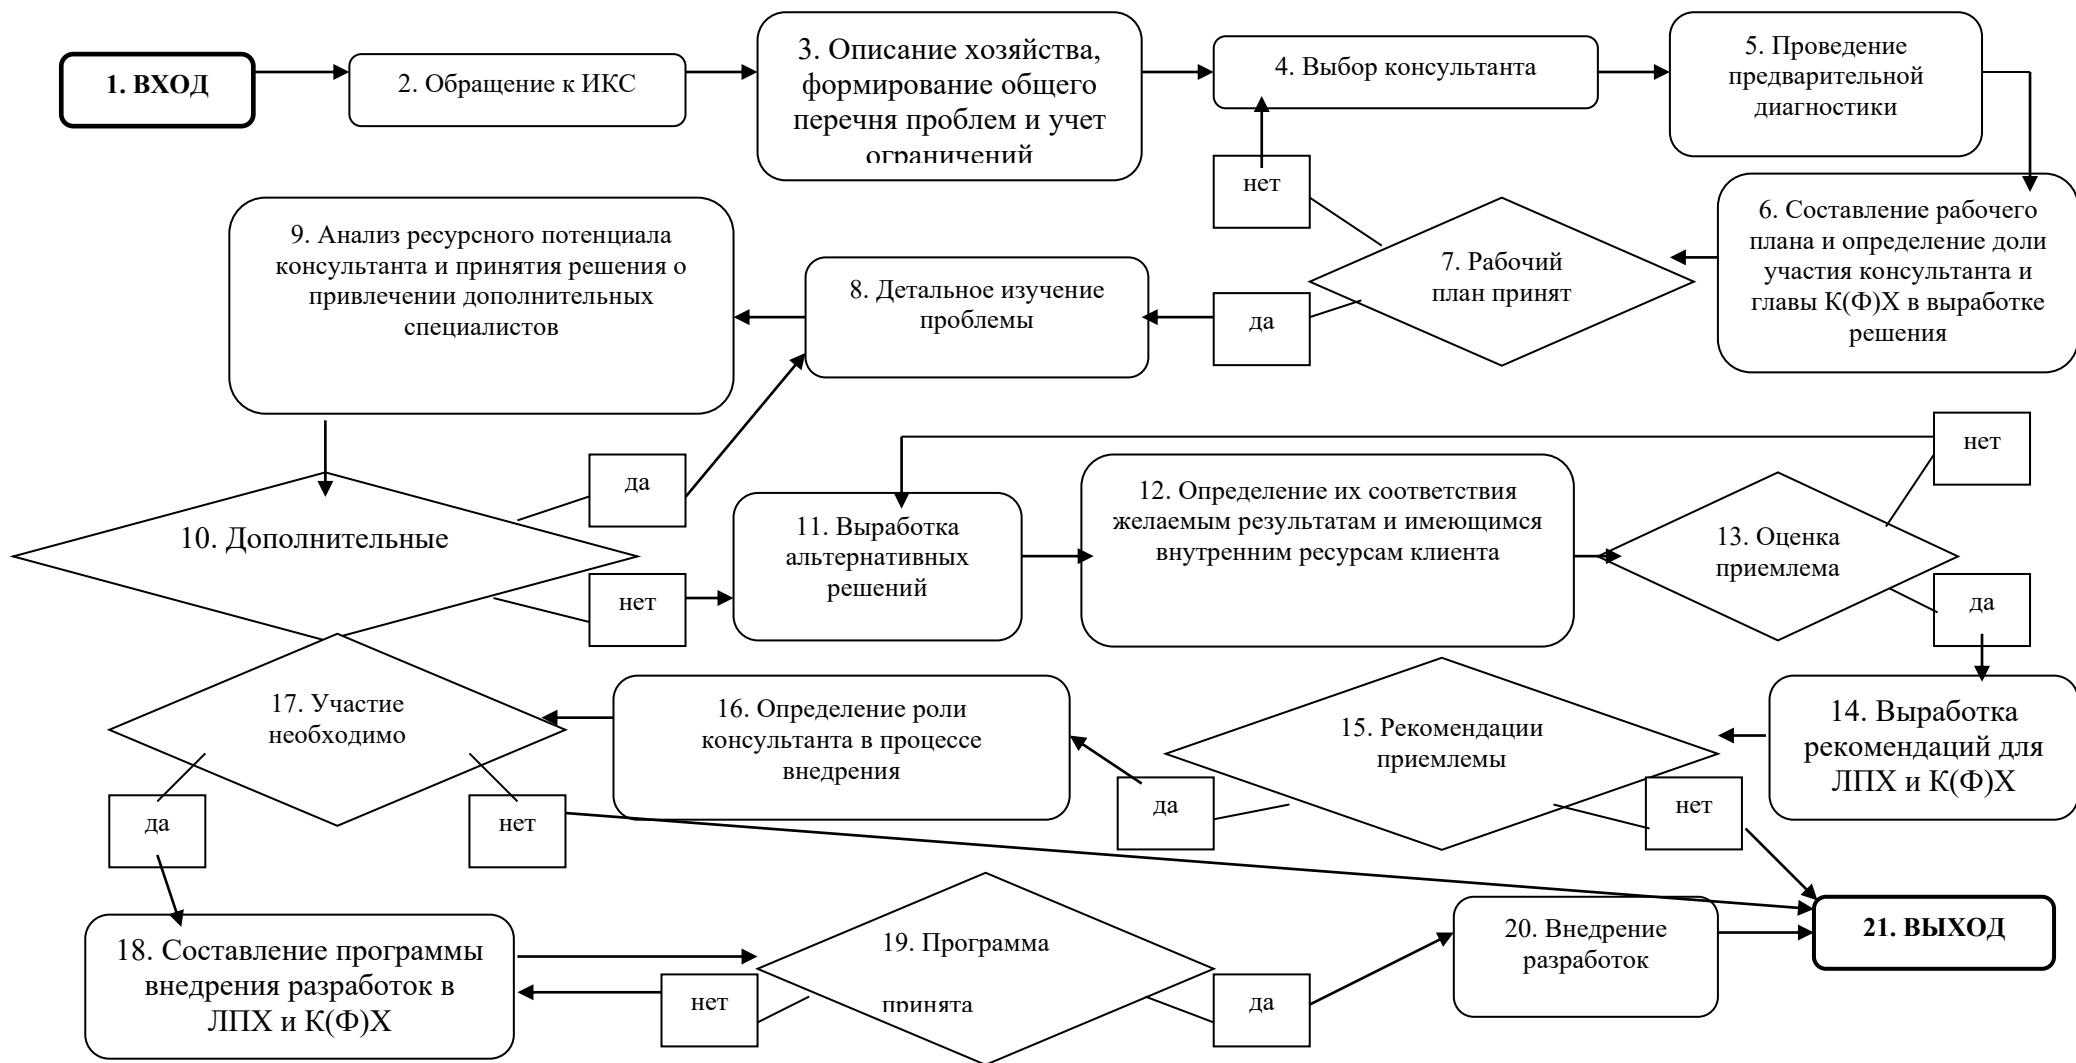 1. ВХОД
2. Обращение к ИКС
3. Описание хозяйства,
формирование общего
перечня проблем и учет
ограничений
4. Выбор консультанта
5. Проведение
предварительной
диагностики
6. Составление рабочего
плана и определение доли
участия консультанта и
главы К(Ф)Х в выработке
решения
7. Рабочий
план принят
нет
да
8. Детальное изучение
проблемы
9. Анализ ресурсного потенциала
консультанта и принятия решения о
привлечении дополнительных
специалистов
10. Дополнительные
да
нет
11. Выработка
альтернативных
решений
12. Определение их соответствия
желаемым результатам и имеющимся
внутренним ресурсам клиента
13. Оценка
приемлема
нет
да
14. Выработка
рекомендаций для
ЛПХ и К(Ф)Х
15. Рекомендации
приемлемы
да
нет
16. Определение роли
консультанта в процессе
внедрения
17. Участие
необходимо
да
нет
18. Составление программы
внедрения разработок в
ЛПХ и К(Ф)Х
19. Программа
принята
нет
да
20. Внедрение
разработок
21. ВЫХОД